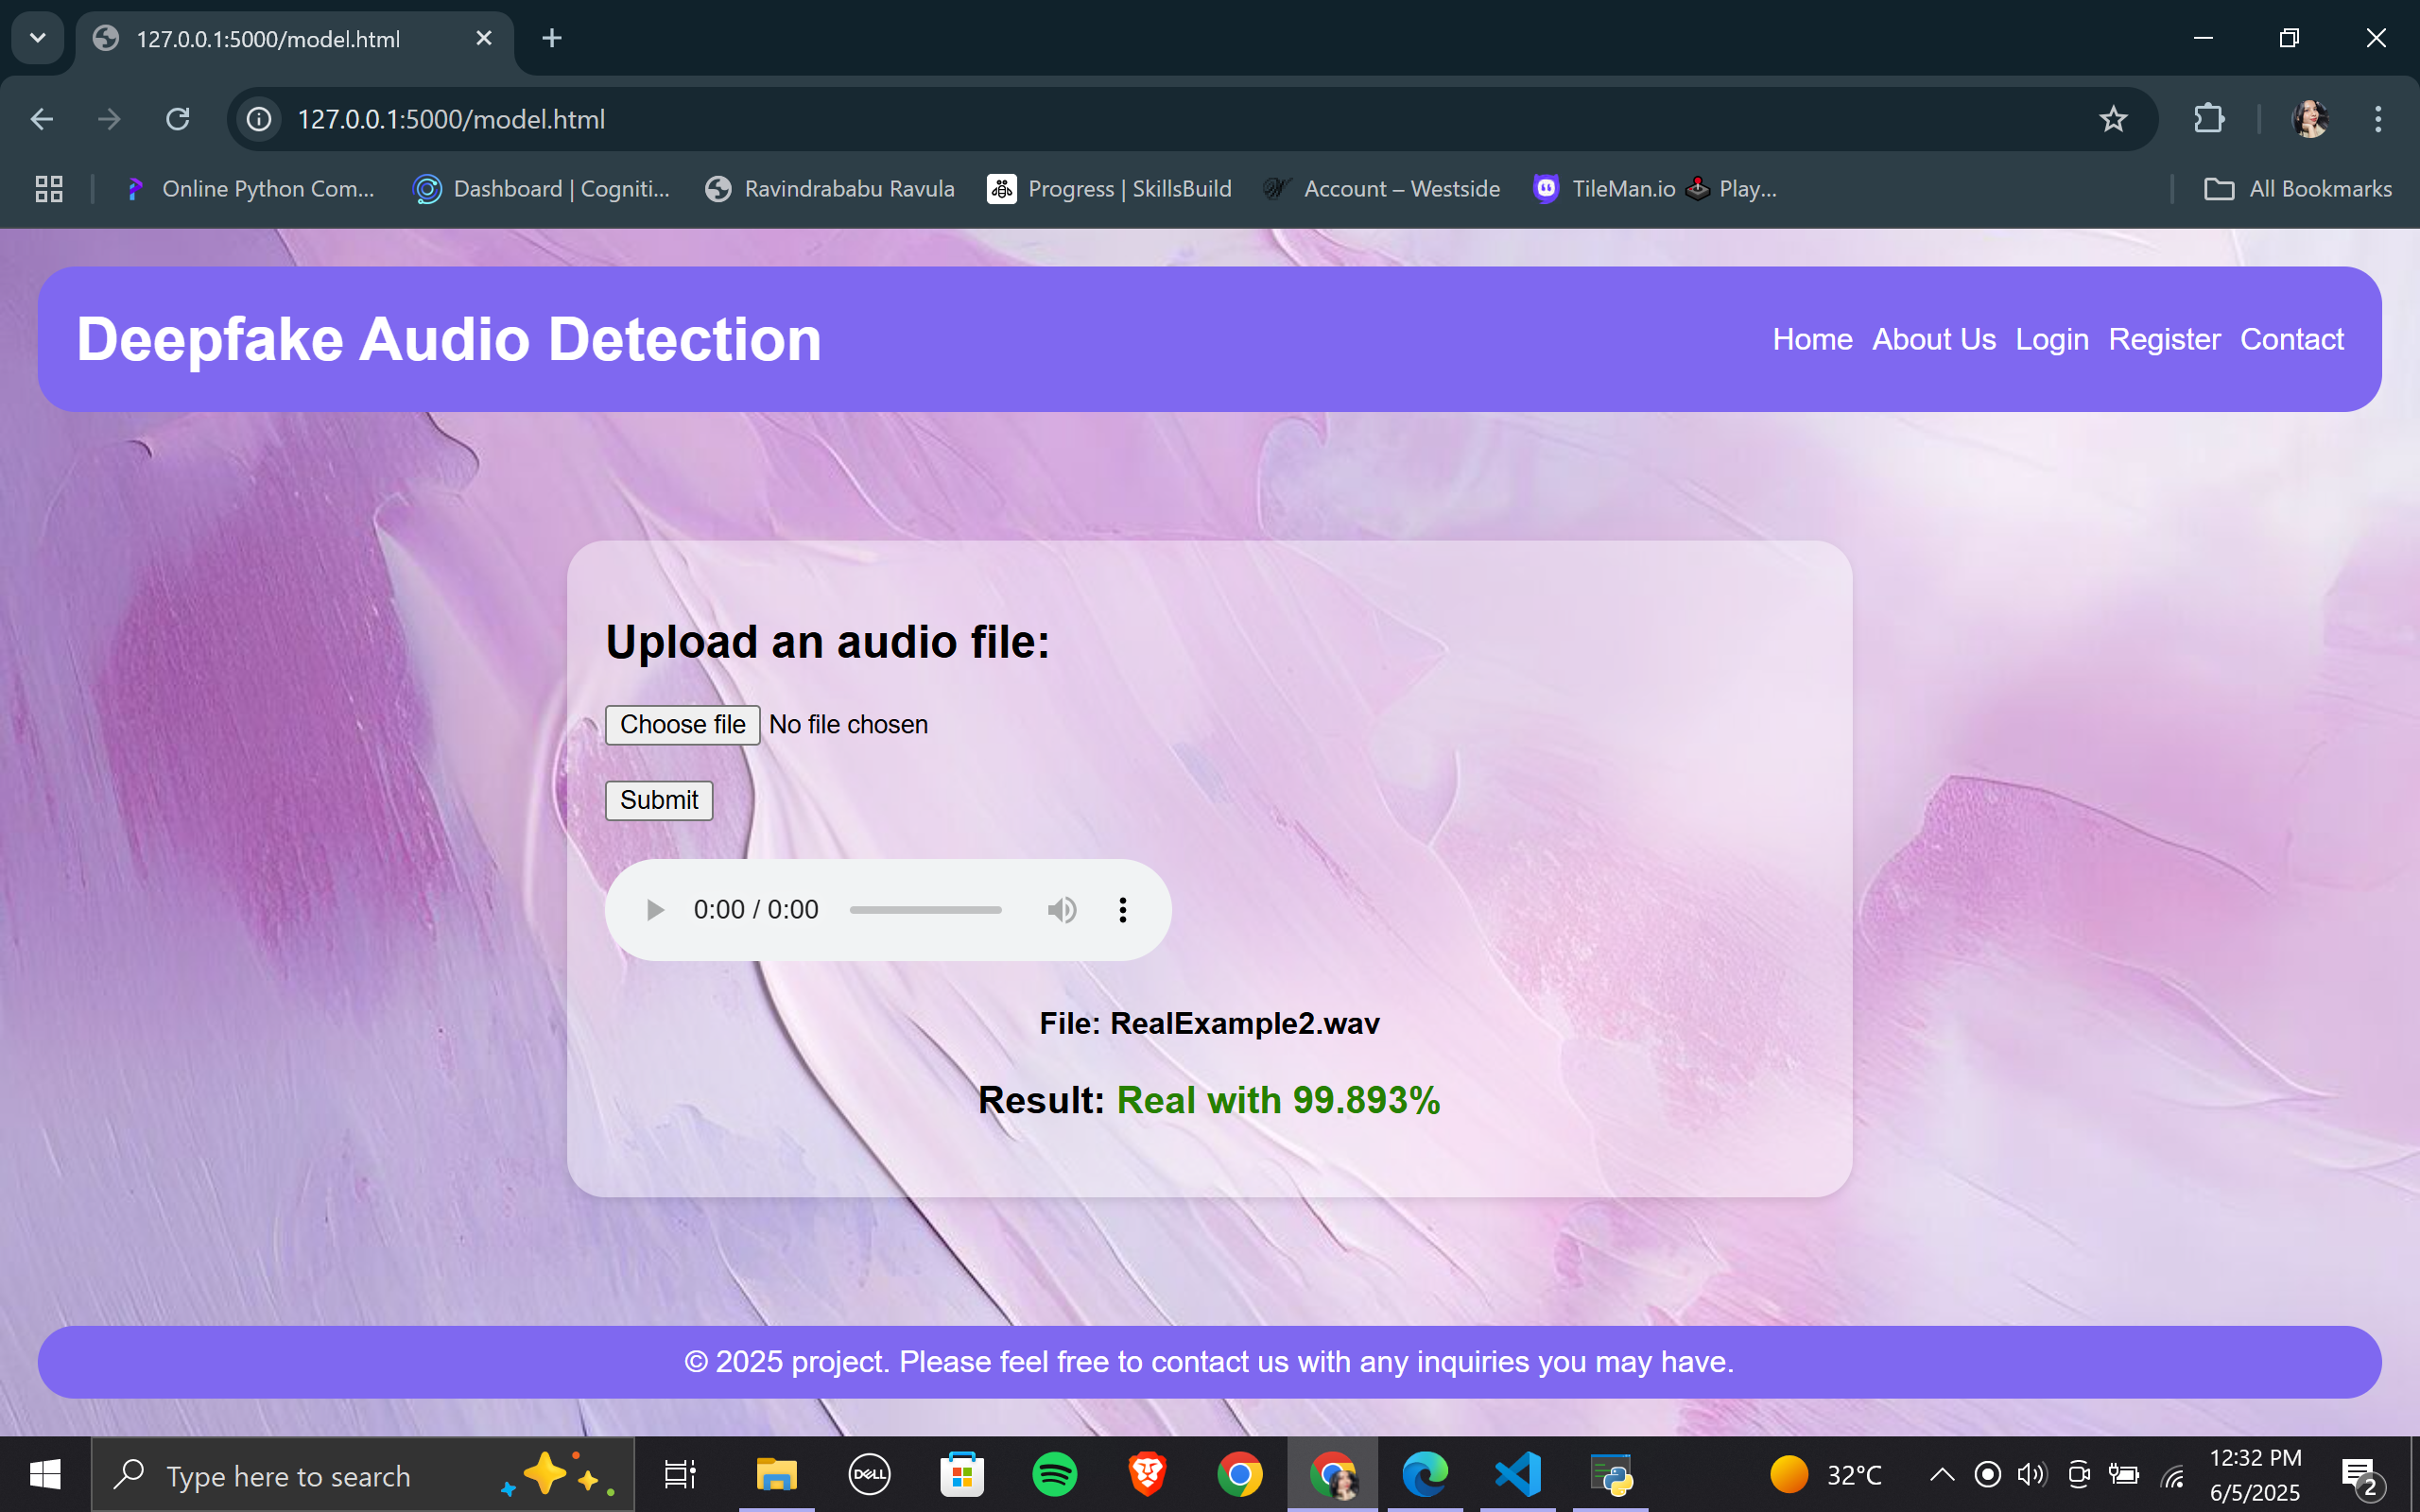 127.0.0.1:5000/model.html
127.0.0.1:5000/model.html
Online Python Com... Dashboard | Cogniti... Ravindrababu Ravula Progress | SkillsBuild Account – Westside TileMan.io Play... All Bookmarks
Deepfake Audio Detection
Home About Us Login Register Contact
Upload an audio file:
Choose file No file chosen
Submit
0:00 / 0:00
File: RealExample2.wav
Result: Real with 99.893%
© 2025 project. Please feel free to contact us with any inquiries you may have.
Type here to search
DELL
32°C
12:32 PM
6/5/2025
2